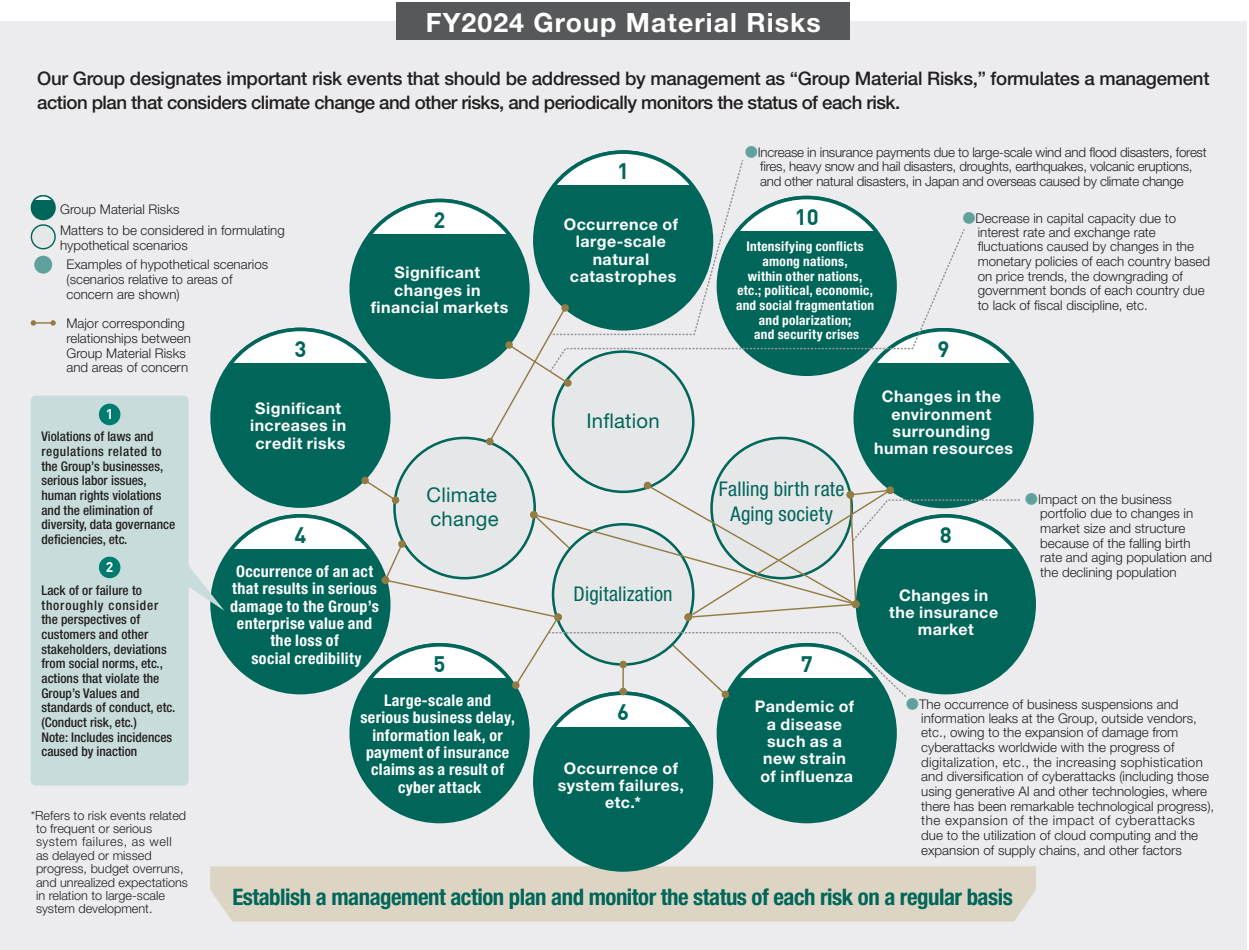 FY2024 Group Material Risks
Our Group designates important risk events that should be addressed by management as “Group Material Risks,” formulates a management
action plan that considers climate change and other risks, and periodically monitors the status of each risk.
Group Material Risks
Matters to be considered in formulating
hypothetical scenarios
Examples of hypothetical scenarios
(scenarios relative to areas of
concern are shown)
Major corresponding
relationships between
Group Material Risks
and areas of concern
1
Occurrence of
large-scale
natural
catastrophes
2
Significant
changes in
financial markets
3
Significant
increases in
credit risks
4
Occurrence of an act
that results in serious
damage to the Group’s
enterprise value and
the loss of
social credibility
5
Large-scale and
serious business delay,
information leak, or
payment of insurance
claims as a result of
cyber attack
6
Occurrence of
system failures,
etc.*
7
Pandemic of
a disease
such as a
new strain
of influenza
8
Changes in
the insurance
market
9
Changes in the
environment
surrounding
human resources
10
Intensifying conflicts
among nations,
within other nations,
etc.; political, economic,
and social fragmentation
and polarization;
and security crises
Inflation
Climate
change
Falling birth rate
Aging society
Digitalization
Increase in insurance payments due to large-scale wind and flood disasters, forest
fires, heavy snow and hail disasters, droughts, earthquakes, volcanic eruptions,
and other natural disasters, in Japan and overseas caused by climate change
Decrease in capital capacity due to
interest rate and exchange rate
fluctuations caused by changes in the
monetary policies of each country based
on price trends, the downgrading of
government bonds of each country due
to lack of fiscal discipline, etc.
Impact on the business
portfolio due to changes in
market size and structure
because of the falling birth
rate and aging population and
the declining population
The occurrence of business suspensions and
information leaks at the Group, outside vendors,
etc., owing to the expansion of damage from
cyberattacks worldwide with the progress of
digitalization, etc., the increasing sophistication
and diversification of cyberattacks (including those
using generative AI and other technologies, where
there has been remarkable technological progress),
the expansion of the impact of cyberattacks
due to the utilization of cloud computing and the
expansion of supply chains, and other factors
1
Violations of laws and
regulations related to
the Group’s businesses,
serious labor issues,
human rights violations
and the elimination of
diversity, data governance
deficiencies, etc.
2
Lack of or failure to
thoroughly consider
the perspectives of
customers and other
stakeholders, deviations
from social norms, etc.,
actions that violate the
Group’s Values and
standards of conduct, etc.
(Conduct risk, etc.)
Note: Includes incidences
caused by inaction
*Refers to risk events related
to frequent or serious
system failures, as well
as delayed or missed
progress, budget overruns,
and unrealized expectations
in relation to large-scale
system development.
Establish a management action plan and monitor the status of each risk on a regular basis